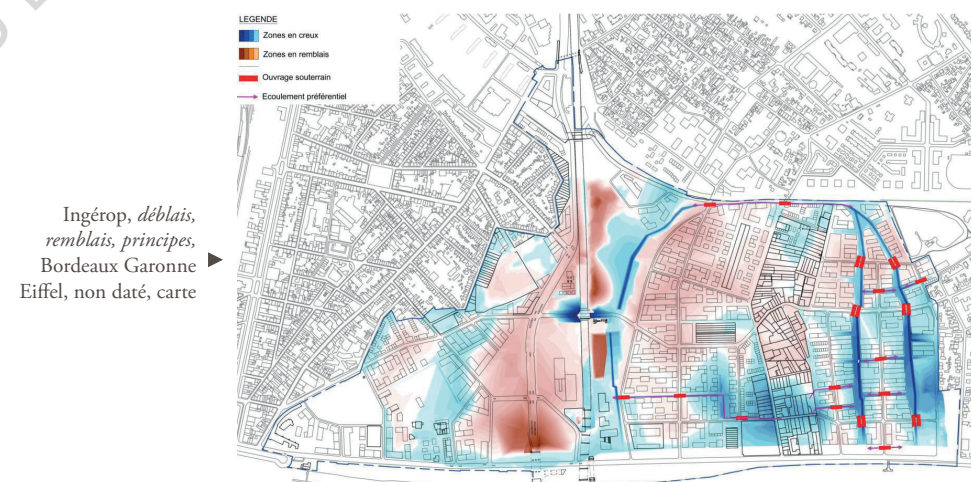 LEGENDE
Zones en creux
Zones en remblais
Ouvrage souterrain
Ecoulement préférentiel
Ingérop, déblais,
remblais, principes,
Bordeaux Garonne
Eiffel, non daté, carte